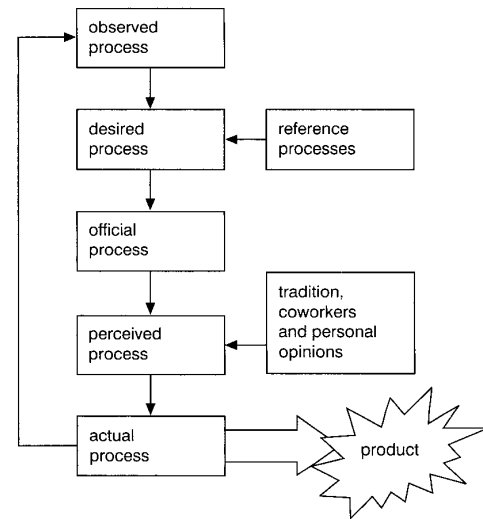 observed
process
desired
process
reference
processes
official
process
tradition,
coworkers
and personal
opinions
perceived
process
actual
process
product